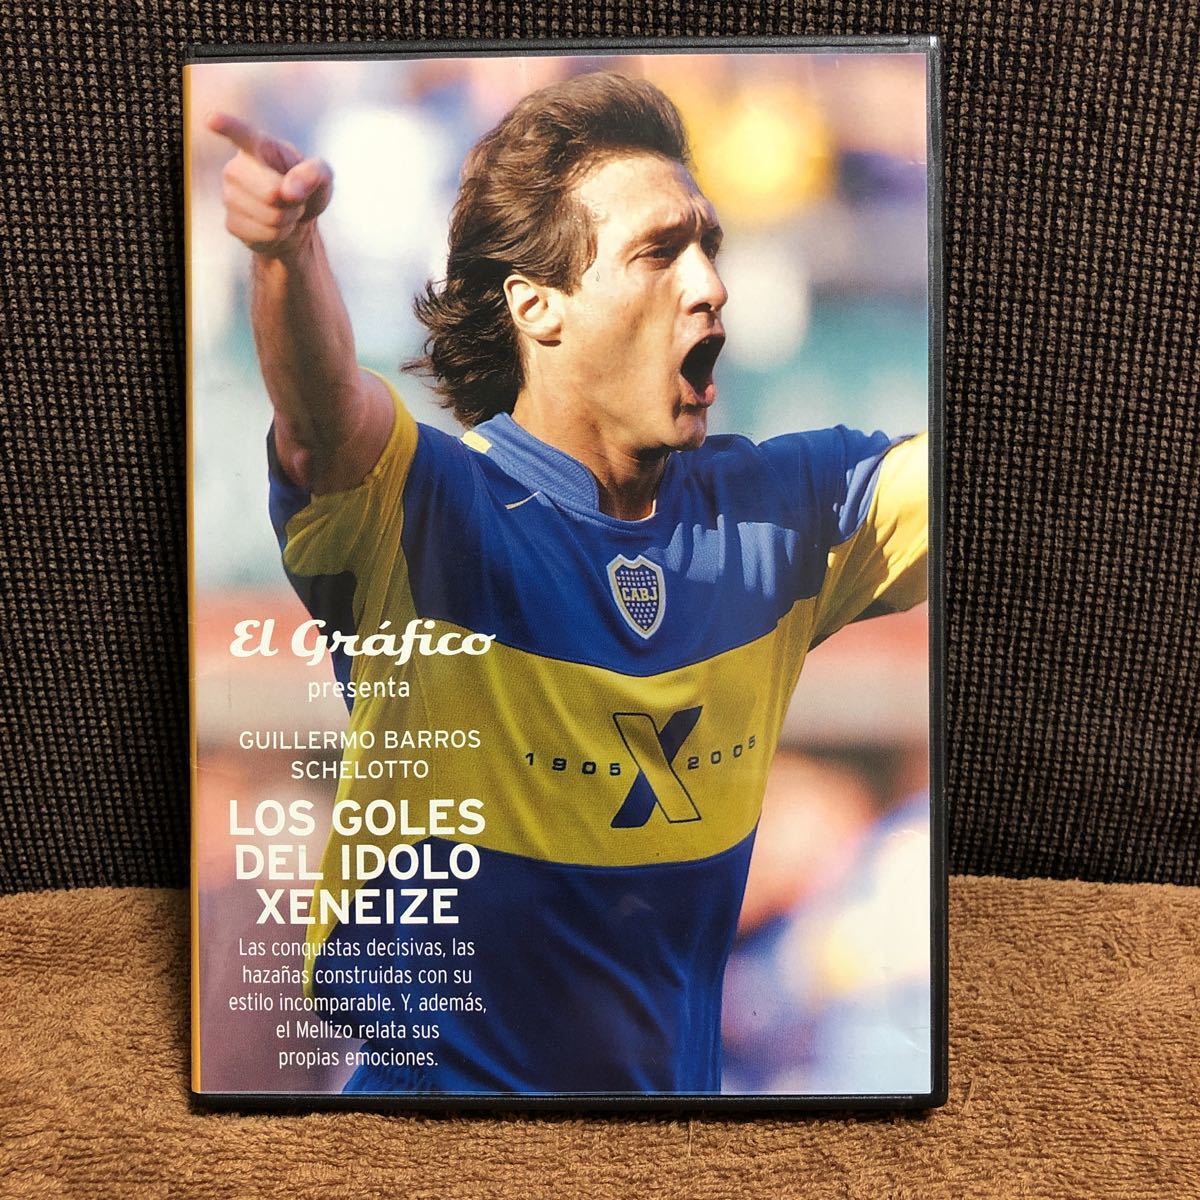 CABJ
1905 X 2005
El Gráfico
presenta
GUILLERMO BARROS
SCHELOTTO
LOS GOLES
DEL IDOLO
XENEIZE
Las conquistas decisivas, las
hazañas construidas con su
estilo incomparable. Y, además,
el Mellizo relata sus
propias emociones.